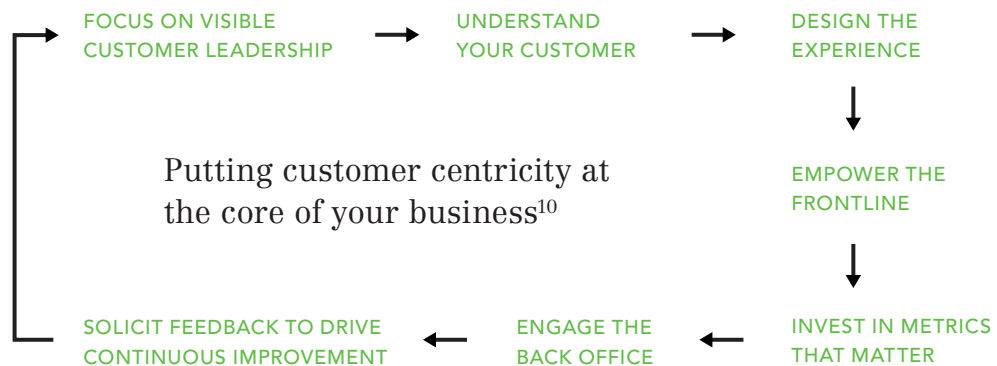 FOCUS ON VISIBLE
CUSTOMER LEADERSHIP
UNDERSTAND
YOUR CUSTOMER
DESIGN THE
EXPERIENCE
Putting customer centricity at
the core of your business¹⁰
EMPOWER THE
FRONTLINE
INVEST IN METRICS
THAT MATTER
ENGAGE THE
BACK OFFICE
SOLICIT FEEDBACK TO DRIVE
CONTINUOUS IMPROVEMENT